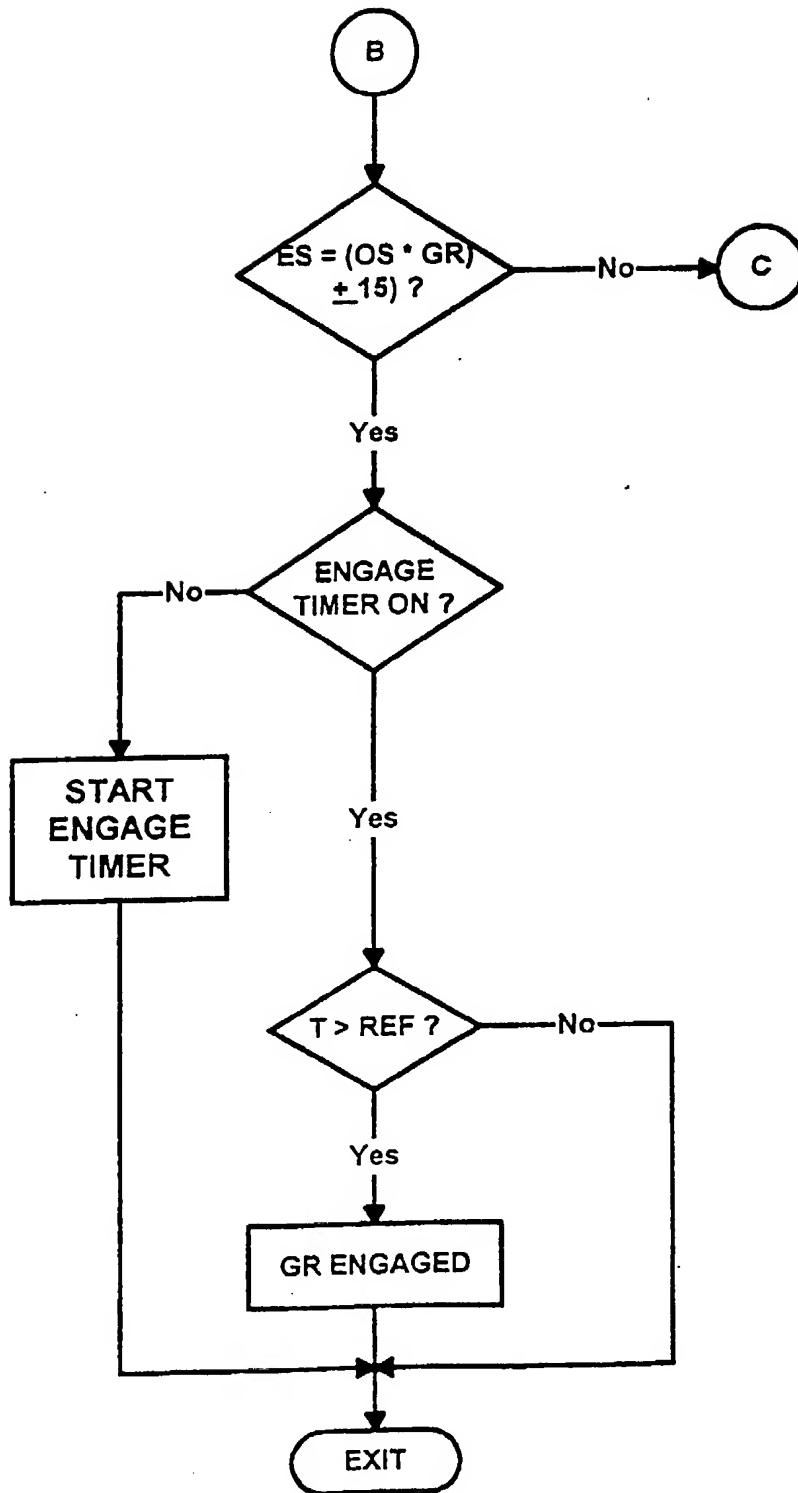 B
ES = (OS * GR)
± 15) ?
No
C
Yes
ENGAGE
TIMER ON ?
No
START
ENGAGE
TIMER
Yes
T > REF ?
No
Yes
GR ENGAGED
EXIT